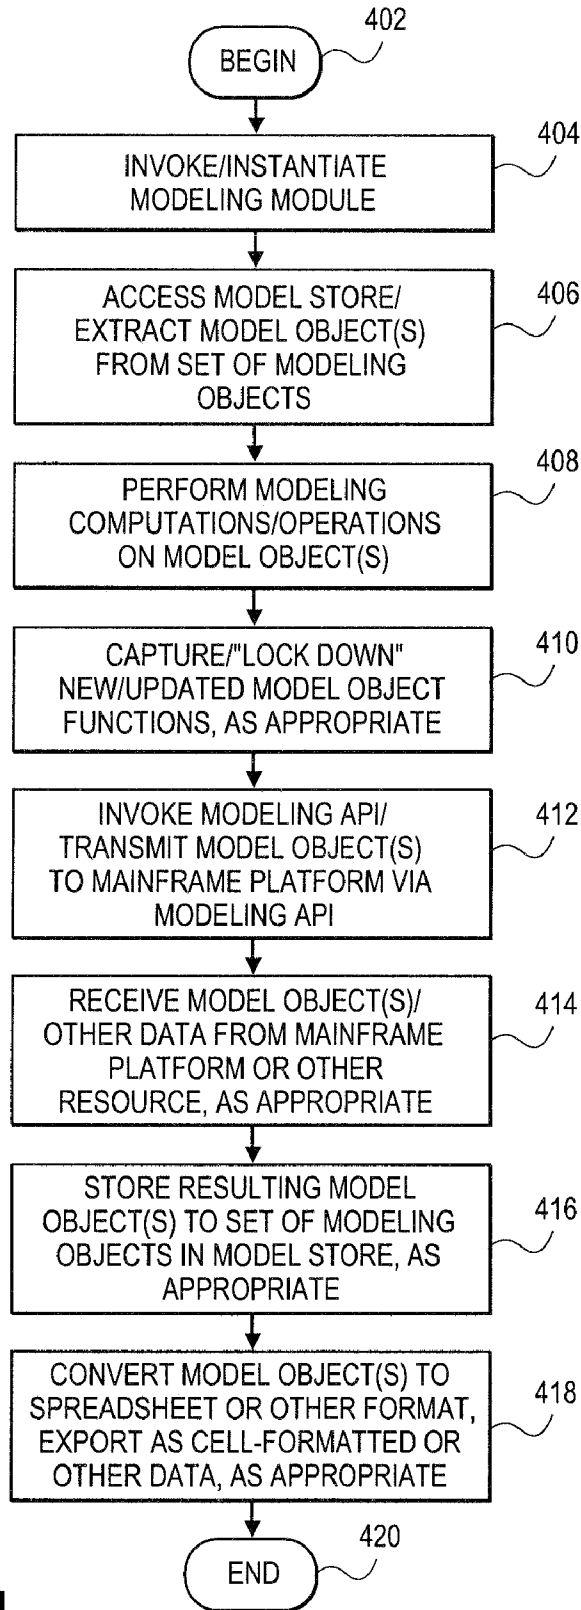 402
BEGIN
404
INVOKE/INSTANTIATE
MODELING MODULE
406
ACCESS MODEL STORE/
EXTRACT MODEL OBJECT(S)
FROM SET OF MODELING
OBJECTS
408
PERFORM MODELING
COMPUTATIONS/OPERATIONS
ON MODEL OBJECT(S)
410
CAPTURE/"LOCK DOWN"
NEW/UPDATED MODEL OBJECT
FUNCTIONS, AS APPROPRIATE
412
INVOKE MODELING API/
TRANSMIT MODEL OBJECT(S)
TO MAINFRAME PLATFORM VIA
MODELING API
414
RECEIVE MODEL OBJECT(S)/
OTHER DATA FROM MAINFRAME
PLATFORM OR OTHER
RESOURCE, AS APPROPRIATE
416
STORE RESULTING MODEL
OBJECT(S) TO SET OF MODELING
OBJECTS IN MODEL STORE, AS
APPROPRIATE
418
CONVERT MODEL OBJECT(S) TO
SPREADSHEET OR OTHER FORMAT,
EXPORT AS CELL-FORMATTED OR
OTHER DATA, AS APPROPRIATE
420
END